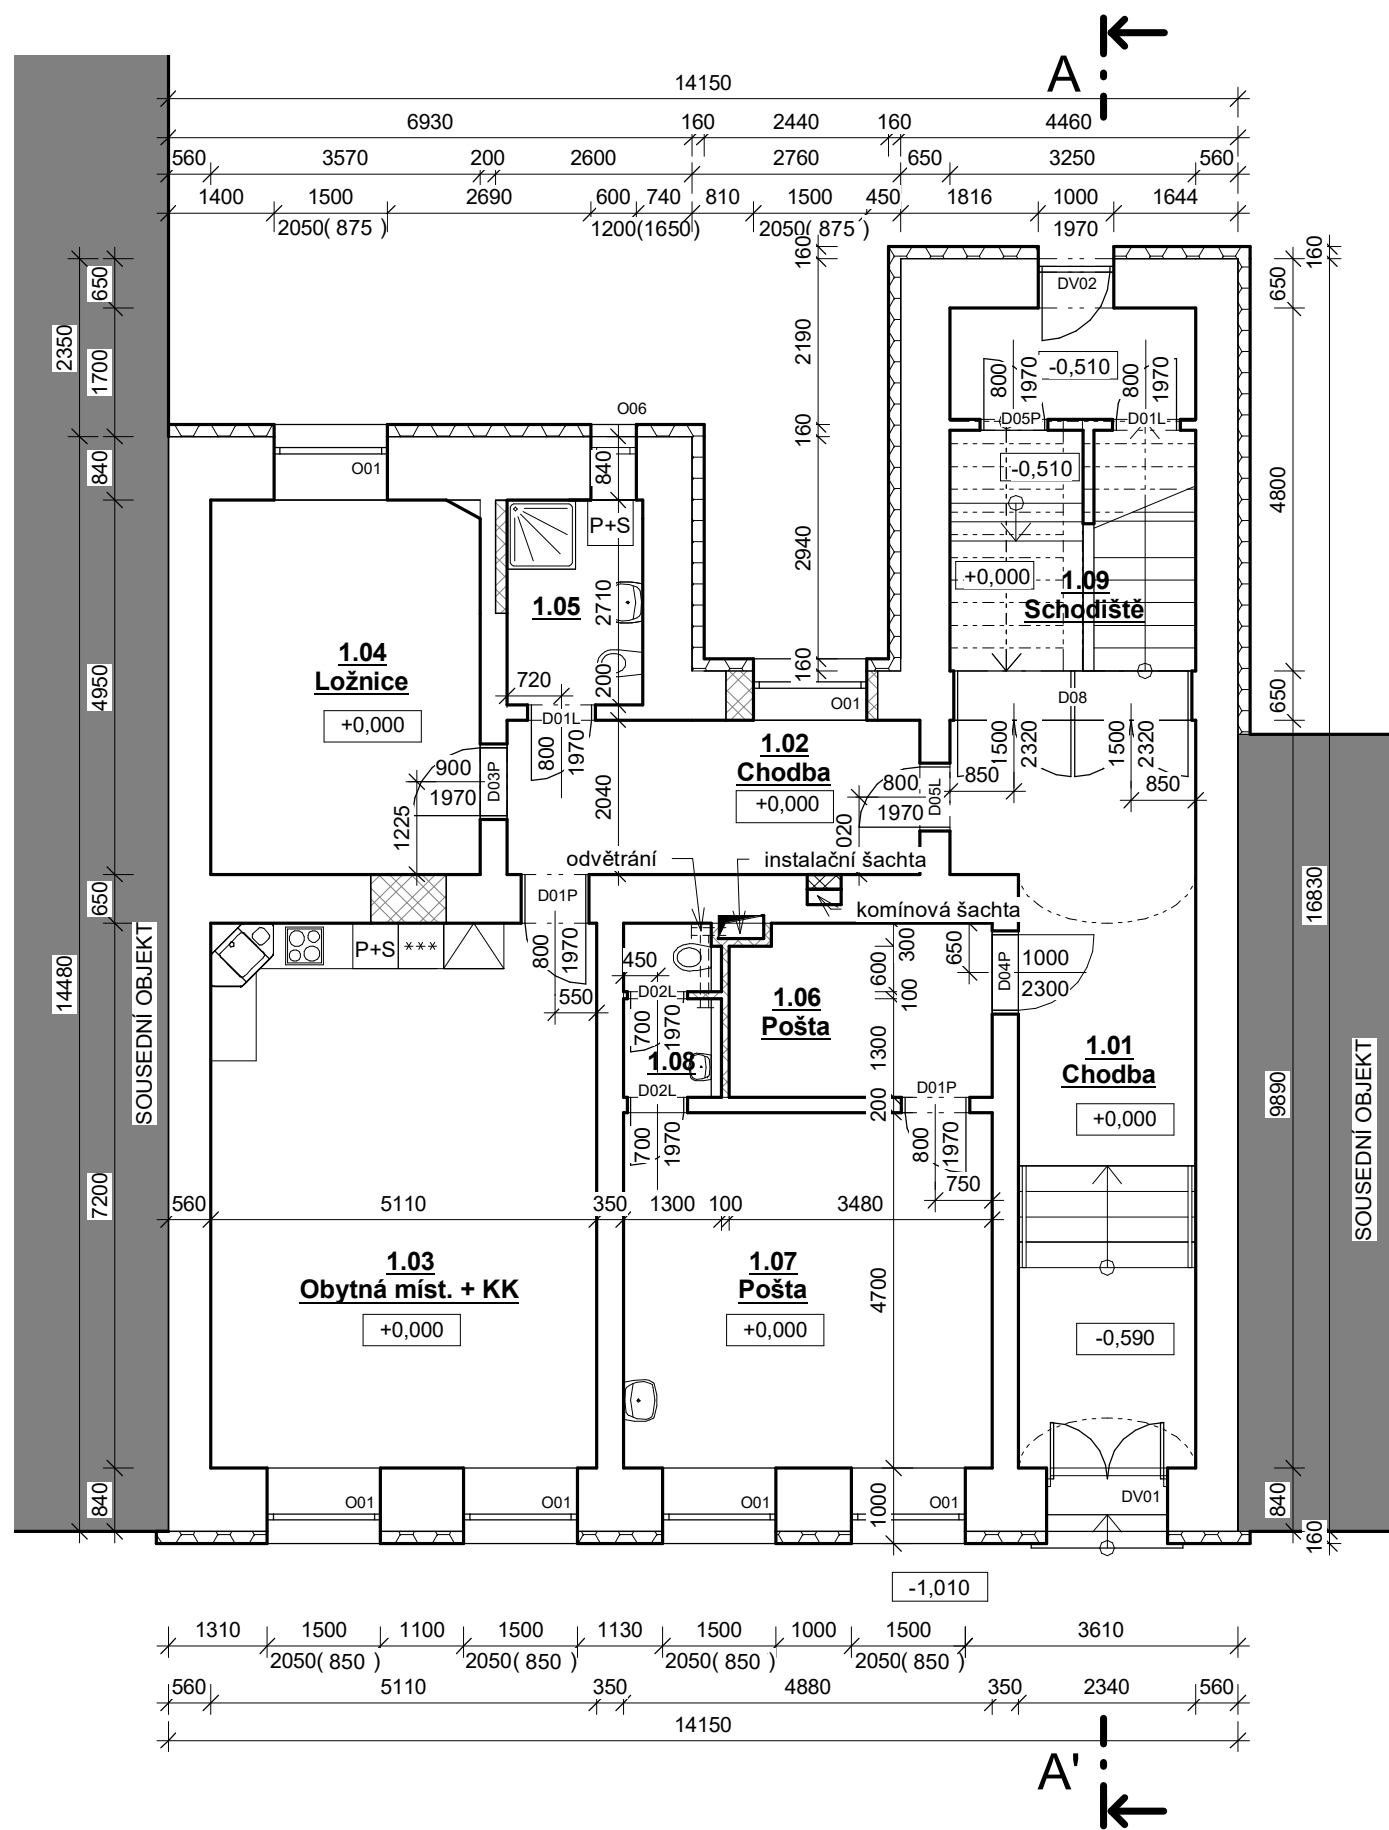 A
14150
6930 160 2440 160 4460
560 3570 200 2600 2760 650 3250 560
1400 1500 2690 600 740 810 1500 450 1816 1000 1644
2050( 875 ) 1200(1650) 2050( 875 ) 1970
160
160
650
650
DV02
2350
2190
1700
-0,510
800
1970
800
1970
O06
D05P
D01L
160
840
O01
840
-0,510
4800
P+S
2940
+0,000
1.09
Schodiště
1.05
2710
1.04
Ložnice
+0,000
4950
720
200
160
D01L
O01
D08
650
800
1970
1.02
Chodba
+0,000
1500
2320
1500
2320
900
1970
D03P
800
1970
D05L
850
850
1225
2040
020
odvětrání
instalační šachta
D01P
komínová šachta
650
16830
P+S
***
800
1970
550
450
D02L
700
1970
1.08
D02L
700
1970
300
600
100
1300
200
1.06
Pošta
650
D04P
1000
2300
SOUSEDNÍ OBJEKT
14480
1.01
Chodba
+0,000
D01P
800
1970
750
9890
SOUSEDNÍ OBJEKT
7200
560 5110 350 1300 100 3480
1.03
Obytná míst. + KK
+0,000
1.07
Pošta
+0,000
4700
-0,590
840
O01
O01
O01
O01
1000
DV01
840
160
-1,010
1310 1500 1100 1500 1130 1500 1000 1500 3610
2050( 850 ) 2050( 850 ) 2050( 850 ) 2050( 850 )
560 5110 350 4880 350 2340 560
14150
A'